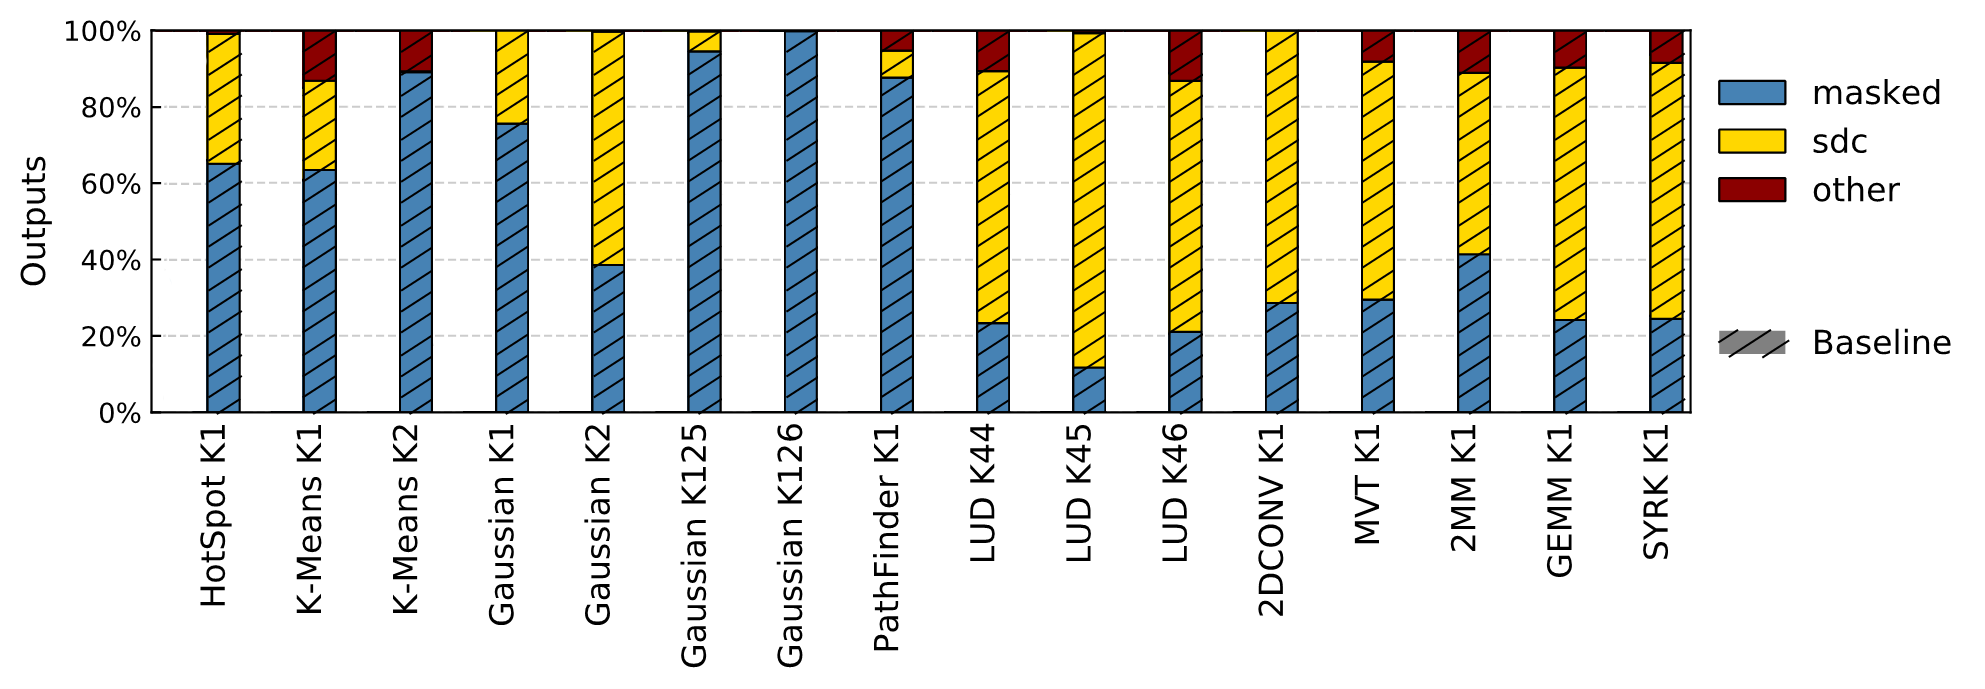 100%
80%
60%
40%
20%
0%
Outputs
HotSpot K1
K-Means K1
K-Means K2
Gaussian K1
Gaussian K2
Gaussian K125
Gaussian K126
PathFinder K1
LUD K44
LUD K45
LUD K46
2DCONV K1
MVT K1
2MM K1
GEMM K1
SYRK K1
masked
sdc
other
Baseline